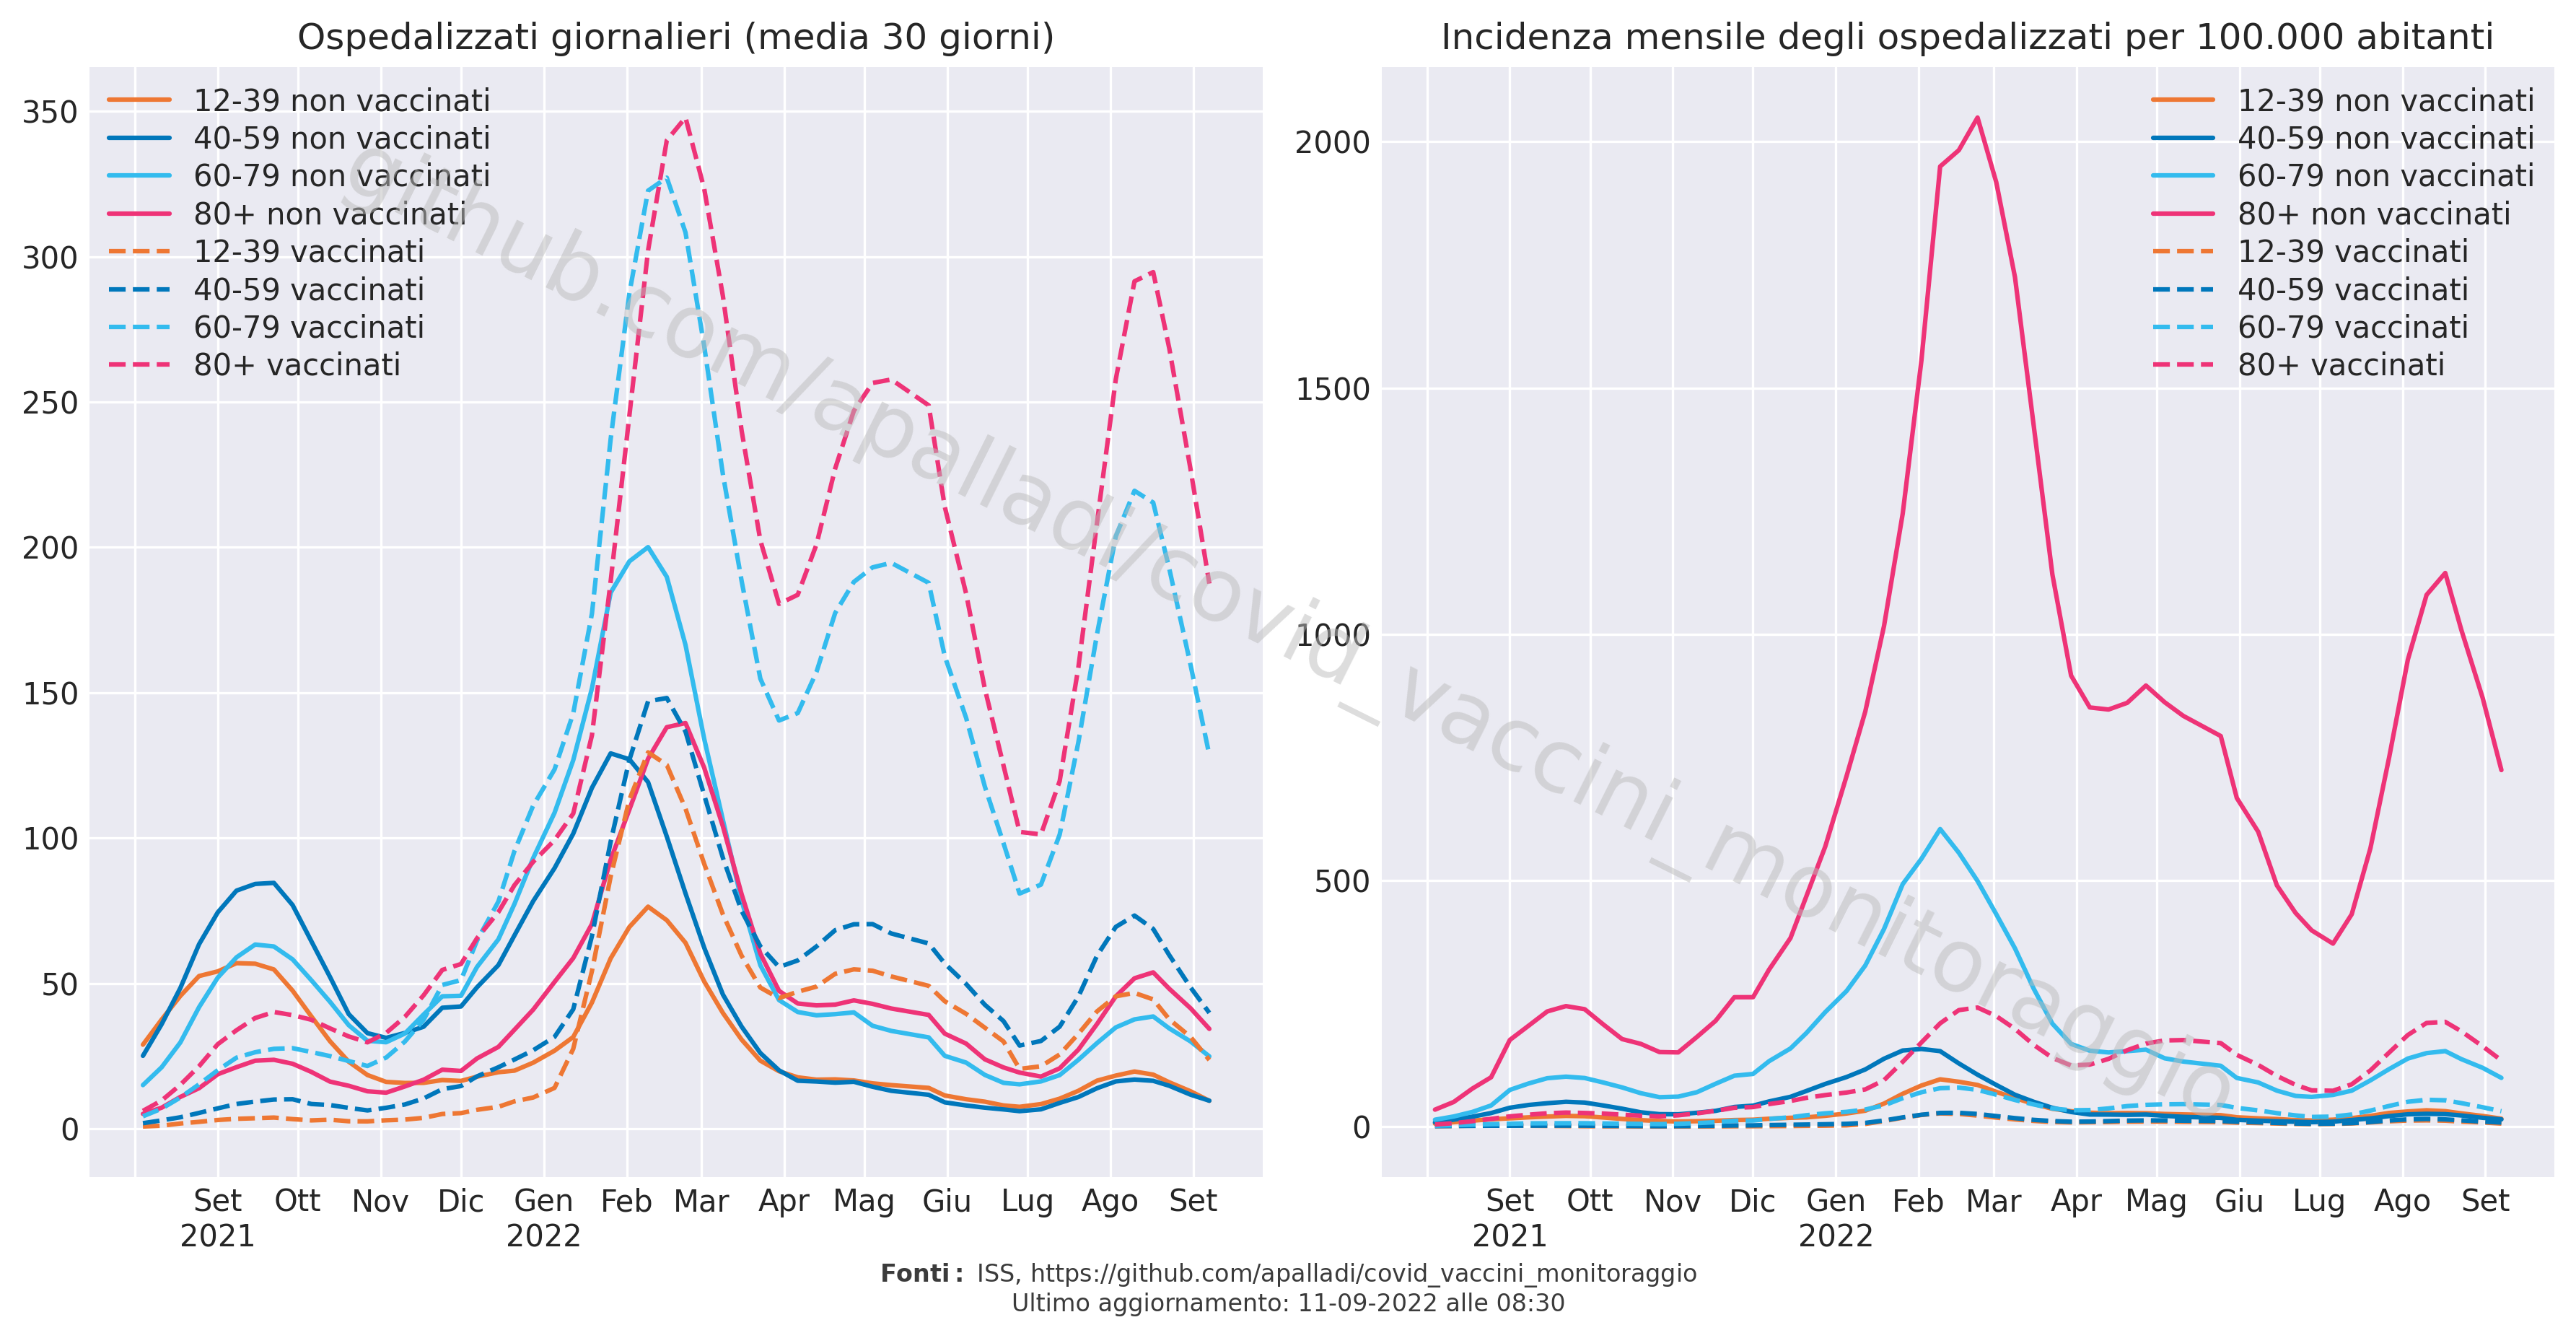 Ospedalizzati giornalieri (media 30 giorni)
350
300
250
200
150
100
50
0
12-39 non vaccinati
40-59 non vaccinati
60-79 non vaccinati
80+ non vaccinati
12-39 vaccinati
40-59 vaccinati
60-79 vaccinati
80+ vaccinati
Set Ott Nov Dic Gen Feb Mar Apr Mag Giu Lug Ago Set
2021 2022
Incidenza mensile degli ospedalizzati per 100.000 abitanti
2000
1500
1000
500
0
12-39 non vaccinati
40-59 non vaccinati
60-79 non vaccinati
80+ non vaccinati
12-39 vaccinati
40-59 vaccinati
60-79 vaccinati
80+ vaccinati
Set Ott Nov Dic Gen Feb Mar Apr Mag Giu Lug Ago Set
2021 2022
github.com/apalladi/covid_vaccini_monitoraggio
Fonti: ISS, https://github.com/apalladi/covid_vaccini_monitoraggio
Ultimo aggiornamento: 11-09-2022 alle 08:30